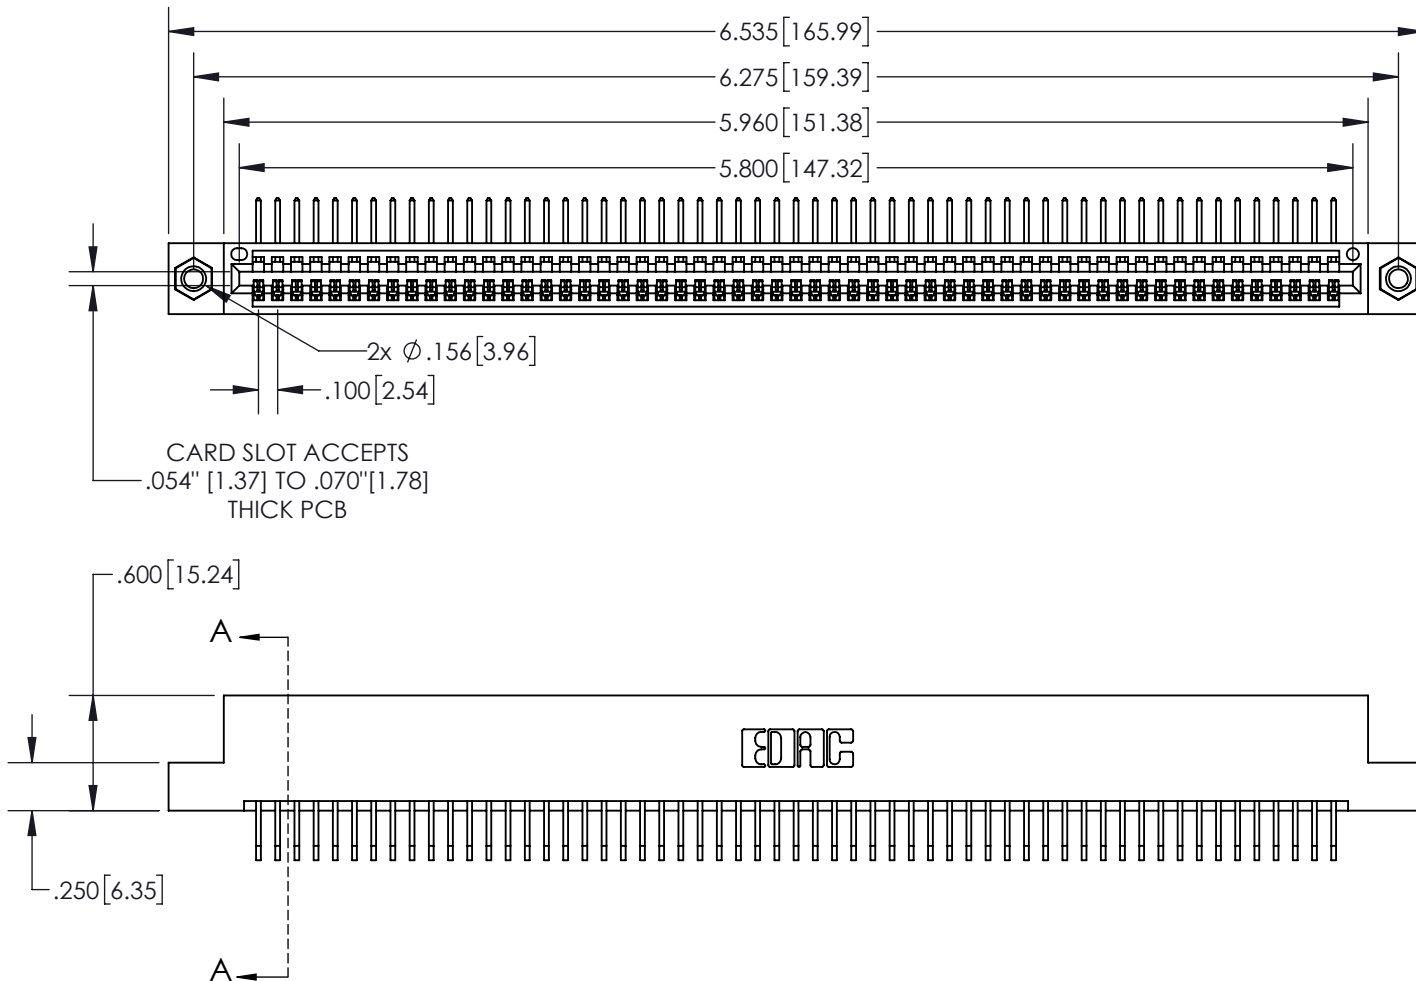 6.535[165.99]
6.275[159.39]
5.960[151.38]
5.800[147.32]
2x Ø.156[3.96]
.100[2.54]
CARD SLOT ACCEPTS
.054" [1.37] TO .070"[1.78]
THICK PCB
.600[15.24]
A
EDAC
.250[6.35]
A